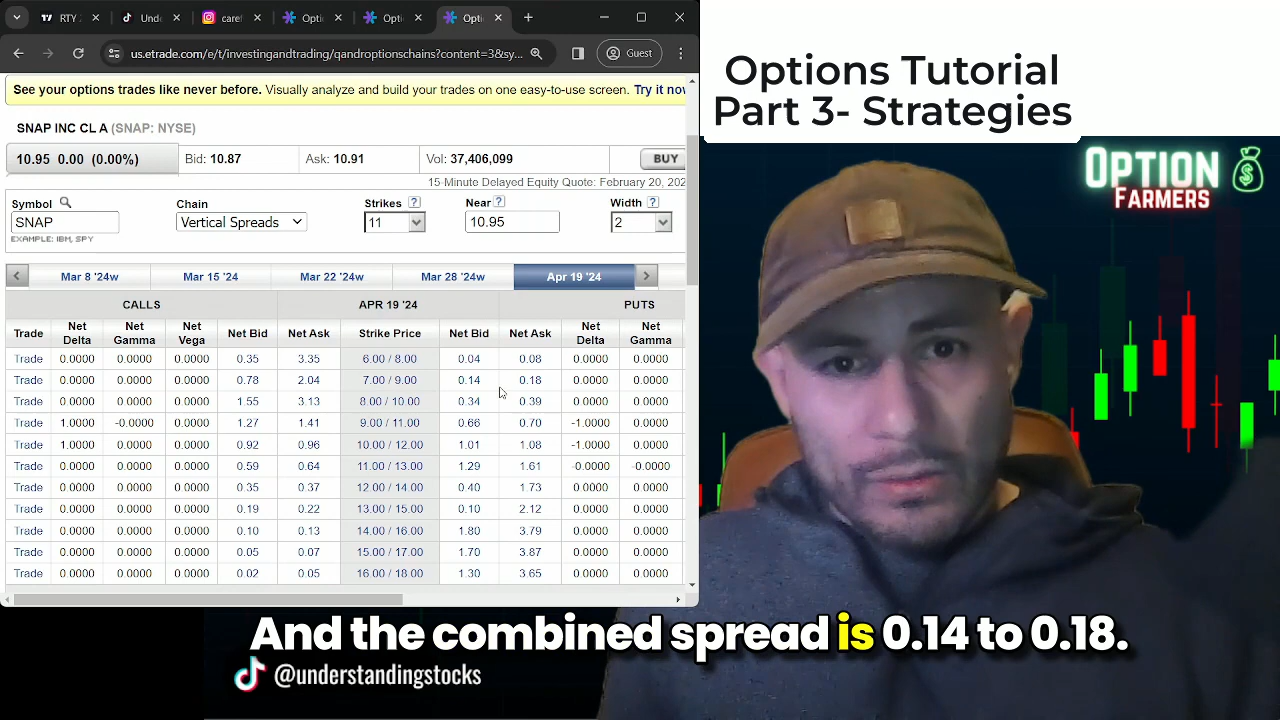 RTY
Und
caref
Optio
Optio
Optio
us.etrade.com/e/t/investingandtrading/qandroptionschains?content=3&sy...
Guest
See your options trades like never before. Visually analyze and build your trades on one easy-to-use screen. Try it now
SNAP INC CL A (SNAP: NYSE)
10.95 0.00 (0.00%) Bid: 10.87 Ask: 10.91 Vol: 37,406,099 BUY
15-Minute Delayed Equity Quote: February 20, 202
Symbol Chain Strikes ? Near ? Width ?
SNAP Vertical Spreads 11 10.95 2
EXAMPLE: IBM, SPY
Mar 8 '24w Mar 15 '24 Mar 22 '24w Mar 28 '24w Apr 19 '24
CALLS APR 19 '24 PUTS
Trade Net Delta Net Gamma Net Vega Net Bid Net Ask Strike Price Net Bid Net Ask Net Delta Net Gamma
Trade 0.0000 0.0000 0.0000 0.35 3.35 6.00 / 8.00 0.04 0.08 0.0000 0.0000
Trade 0.0000 0.0000 0.0000 0.78 2.04 7.00 / 9.00 0.14 0.18 0.0000 0.0000
Trade 0.0000 0.0000 0.0000 1.55 3.13 8.00 / 10.00 0.34 0.39 0.0000 0.0000
Trade 1.0000 -0.0000 0.0000 1.27 1.41 9.00 / 11.00 0.66 0.70 -1.0000 0.0000
Trade 1.0000 0.0000 0.0000 0.92 0.96 10.00 / 12.00 1.01 1.08 -1.0000 0.0000
Trade 0.0000 0.0000 0.0000 0.59 0.64 11.00 / 13.00 1.29 1.61 -0.0000 -0.0000
Trade 0.0000 0.0000 0.0000 0.35 0.37 12.00 / 14.00 0.40 1.73 0.0000 0.0000
Trade 0.0000 0.0000 0.0000 0.19 0.22 13.00 / 15.00 0.10 2.12 0.0000 0.0000
Trade 0.0000 0.0000 0.0000 0.10 0.13 14.00 / 16.00 1.80 3.79 0.0000 0.0000
Trade 0.0000 0.0000 0.0000 0.05 0.07 15.00 / 17.00 1.70 3.87 0.0000 0.0000
Trade 0.0000 0.0000 0.0000 0.02 0.05 16.00 / 18.00 1.30 3.65 0.0000 0.0000
Options Tutorial
Part 3- Strategies
OPTION
FARMERS
And the combined spread is 0.14 to 0.18.
@understandingstocks